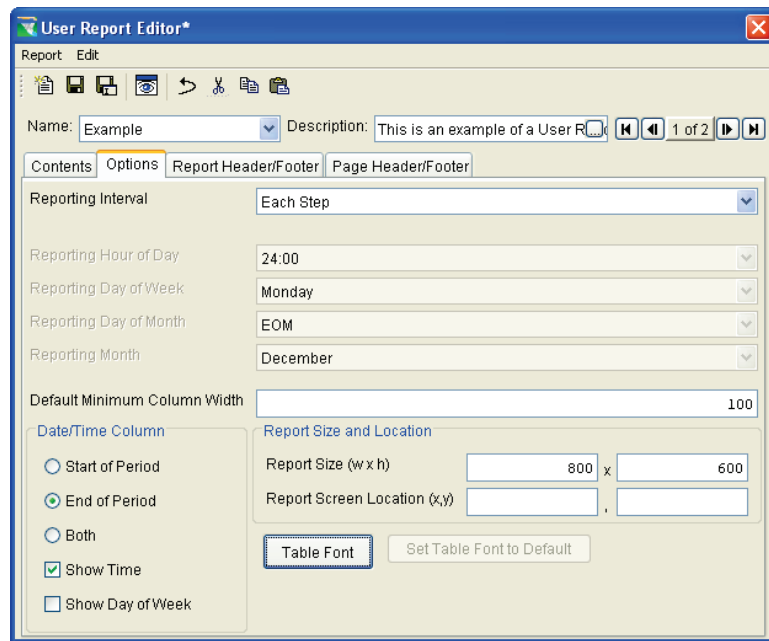 User Report Editor*
Report Edit
Name: Example Description: This is an example of a User R ... 1 of 2
Contents Options Report Header/Footer Page Header/Footer
Reporting Interval Each Step
Reporting Hour of Day 24:00
Reporting Day of Week Monday
Reporting Day of Month EOM
Reporting Month December
Default Minimum Column Width 100
Date/Time Column Report Size and Location
Start of Period Report Size (w x h) 800 x 600
End of Period Report Screen Location (x,y) ,
Both
Table Font Set Table Font to Default
Show Time
Show Day of Week